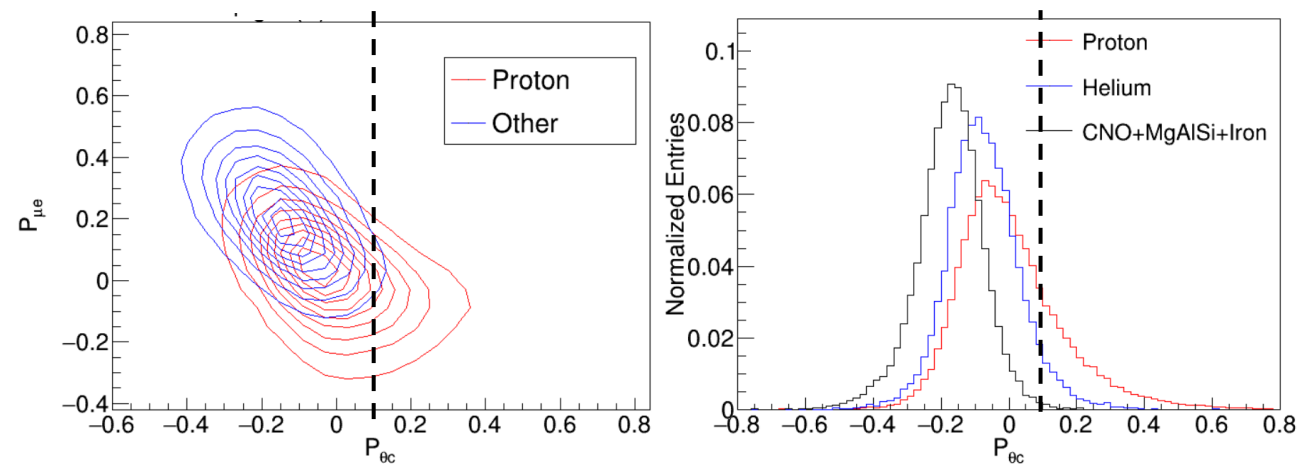 0.8
0.6
0.4
0.2
0
−0.2
−0.4
P_μe
Proton
Other
−0.6 −0.4 −0.2 0 0.2 0.4 0.6 0.8
P_θc
0.1
0.08
0.06
0.04
0.02
0
Normalized Entries
Proton
Helium
CNO+MgAlSi+Iron
−0.8 −0.6 −0.4 −0.2 0 0.2 0.4 0.6 0.8
P_θc